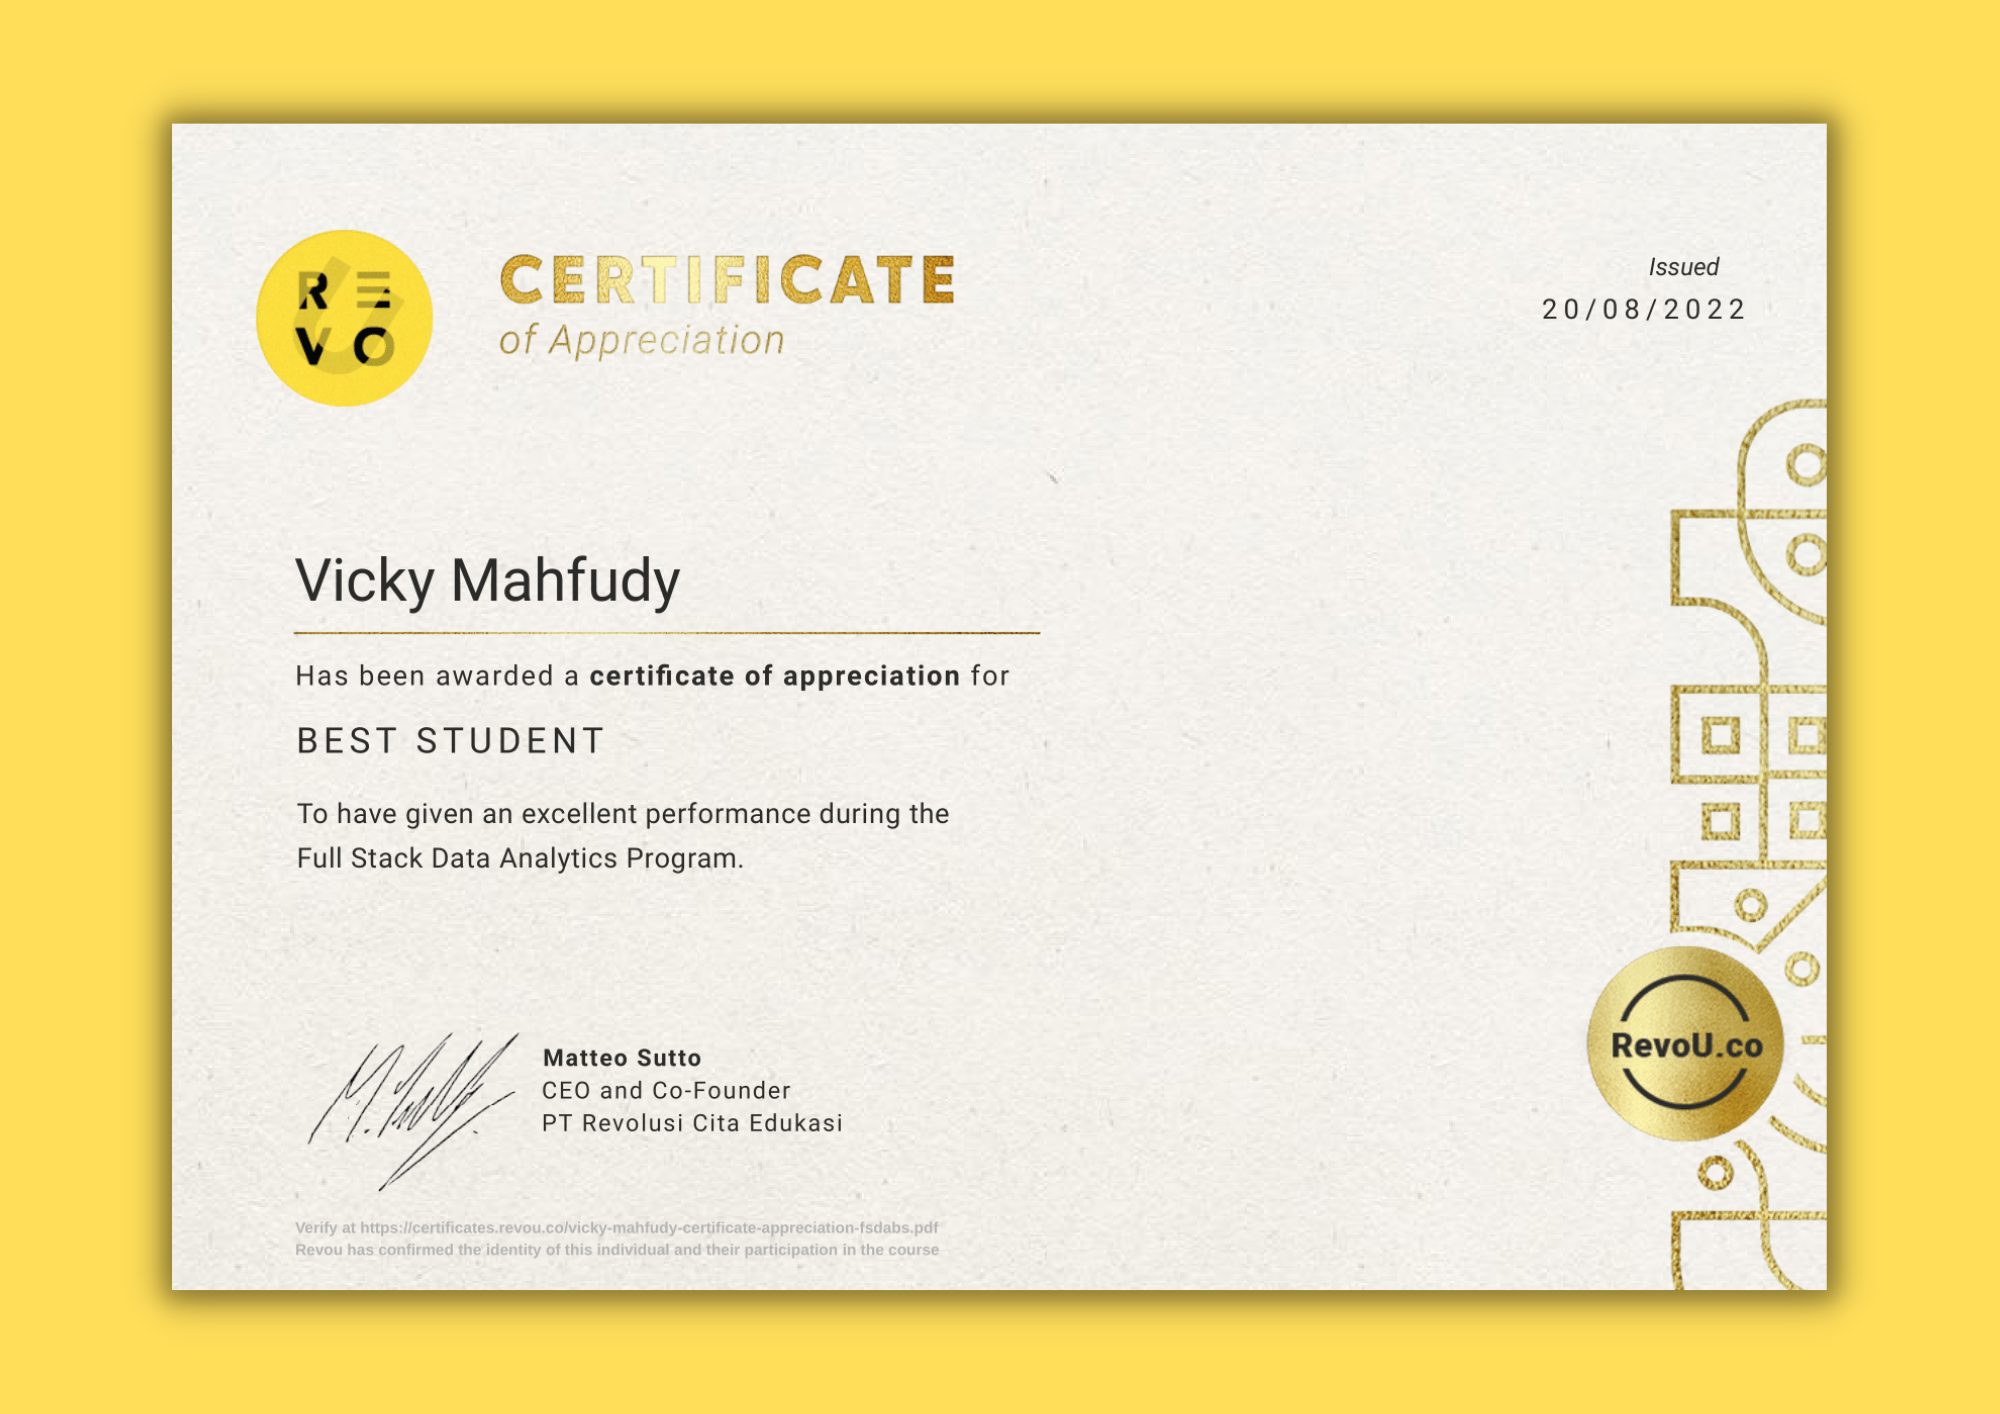 RE
VO
CERTIFICATE
of Appreciation
Issued
20/08/2022
Vicky Mahfudy
Has been awarded a certificate of appreciation for
BEST STUDENT
To have given an excellent performance during the
Full Stack Data Analytics Program.
M. Sutto
Matteo Sutto
CEO and Co-Founder
PT Revolusi Cita Edukasi
RevoU.co
Verify at https://certificates.revou.co/vicky-mahfudy-certificate-appreciation-fsdabs.pdf
Revou has confirmed the identity of this individual and their participation in the course